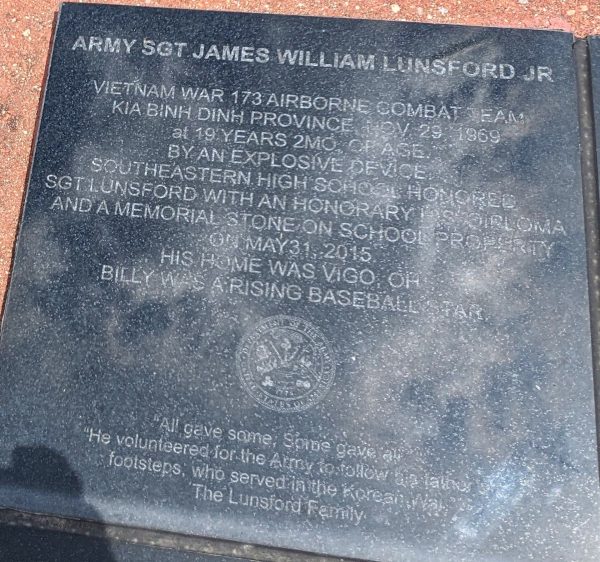 ARMY SGT JAMES WILLIAM LUNSFORD JR
VIETNAM WAR 173 AIRBORNE COMBAT TEAM
KIA BINH DINH PROVINCE, NOV. 29, 1969
at 19 YEARS 2MO. OF AGE.
BY AN EXPLOSIVE DEVICE.
SOUTHEASTERN HIGH SCHOOL HONORED
SGT LUNSFORD WITH AN HONORARY DIPLOMA
AND A MEMORIAL STONE ON SCHOOL PROPERTY
ON MAY31, 2015
HIS HOME WAS VIGO, OH
BILLY WAS A RISING BASEBALL STAR.
"All gave some, Some gave all"
"He volunteered for the Army to follow his father
footsteps, who served in the Korean War
The Lunsford Family